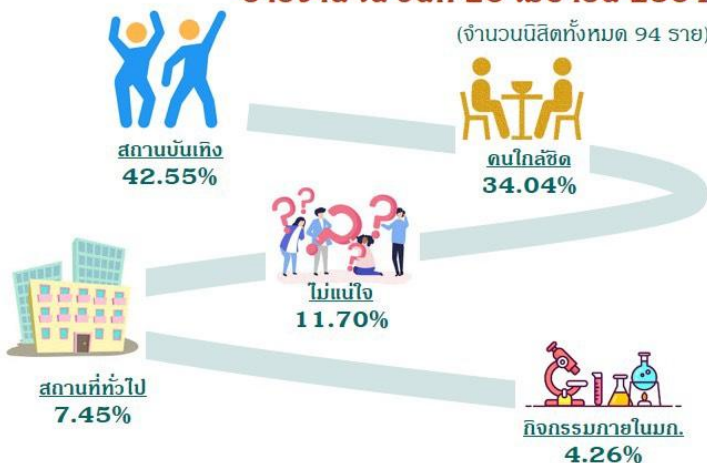 (จำนวนนิสิตทั้งหมด 94 ราย)
สถานบันเทิง
42.55%
คนใกล้ชิด
34.04%
ไม่แน่ใจ
11.70%
สถานที่ทั่วไป
7.45%
กิจกรรมภายในมก.
4.26%